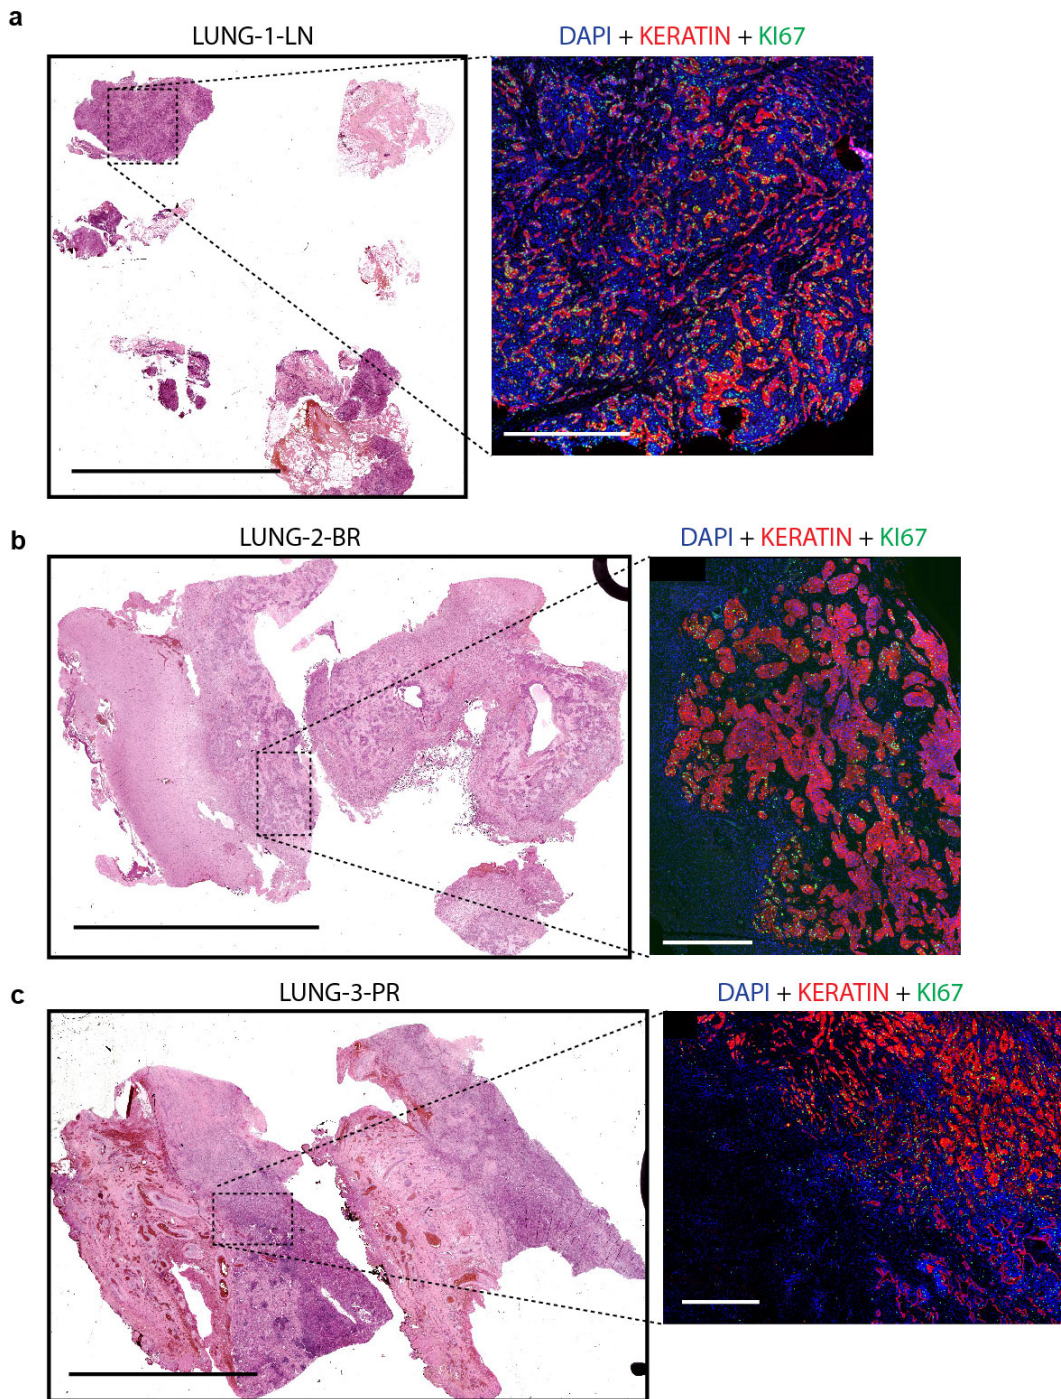 a
LUNG-1-LN
DAPI + KERATIN + KI67
b
LUNG-2-BR
DAPI + KERATIN + KI67
c
LUNG-3-PR
DAPI + KERATIN + KI67